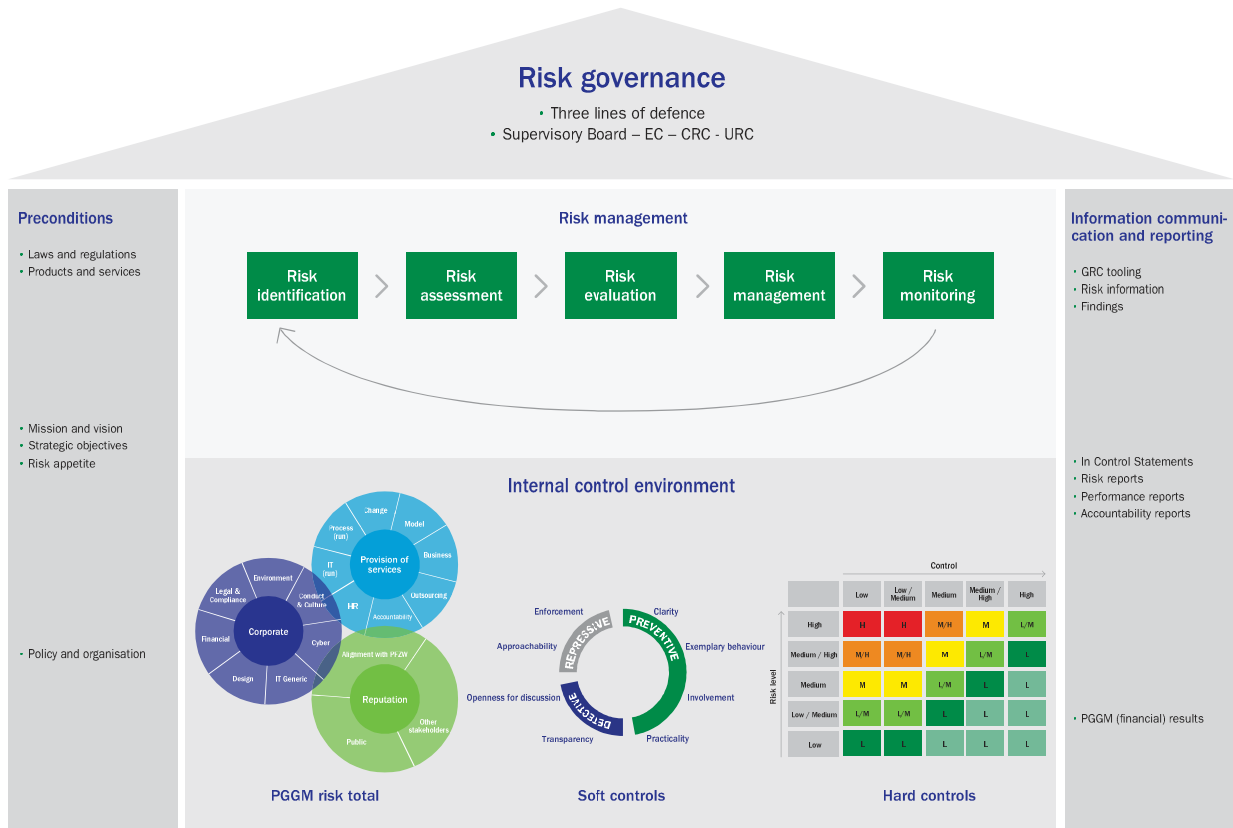 Risk governance
• Three lines of defence
• Supervisory Board – EC – CRC - URC
Preconditions
• Laws and regulations
• Products and services
• Mission and vision
• Strategic objectives
• Risk appetite
• Policy and organisation
Risk management
Risk
identification
Risk
assessment
Risk
evaluation
Risk
management
Risk
monitoring
Internal control environment
Change
Model
Business
Outsourcing
Accountability
HR
IT
(run)
Process
(run)
Provision of
services
Environment
Conduct
& Culture
Cyber
IT Generic
Design
Financial
Legal &
Compliance
Corporate
Alignment with PFZW
Other
stakeholders
Public
Reputation
PGGM risk total
Enforcement
Approachability
Openness for discussion
Transparency
Clarity
Exemplary behaviour
Involvement
Practicality
REPRESSIVE
PREVENTIVE
DETECTIVE
Soft controls
Control
Risk level
Low
Low /
Medium
Medium
Medium /
High
High
High
H
H
M/H
M
L/M
Medium / High
M/H
M/H
M
L/M
L
Medium
M
M
L/M
L
L
Low / Medium
L/M
L/M
L
L
L
Low
L
L
L
L
L
Hard controls
Information communi-
cation and reporting
• GRC tooling
• Risk information
• Findings
• In Control Statements
• Risk reports
• Performance reports
• Accountability reports
• PGGM (financial) results